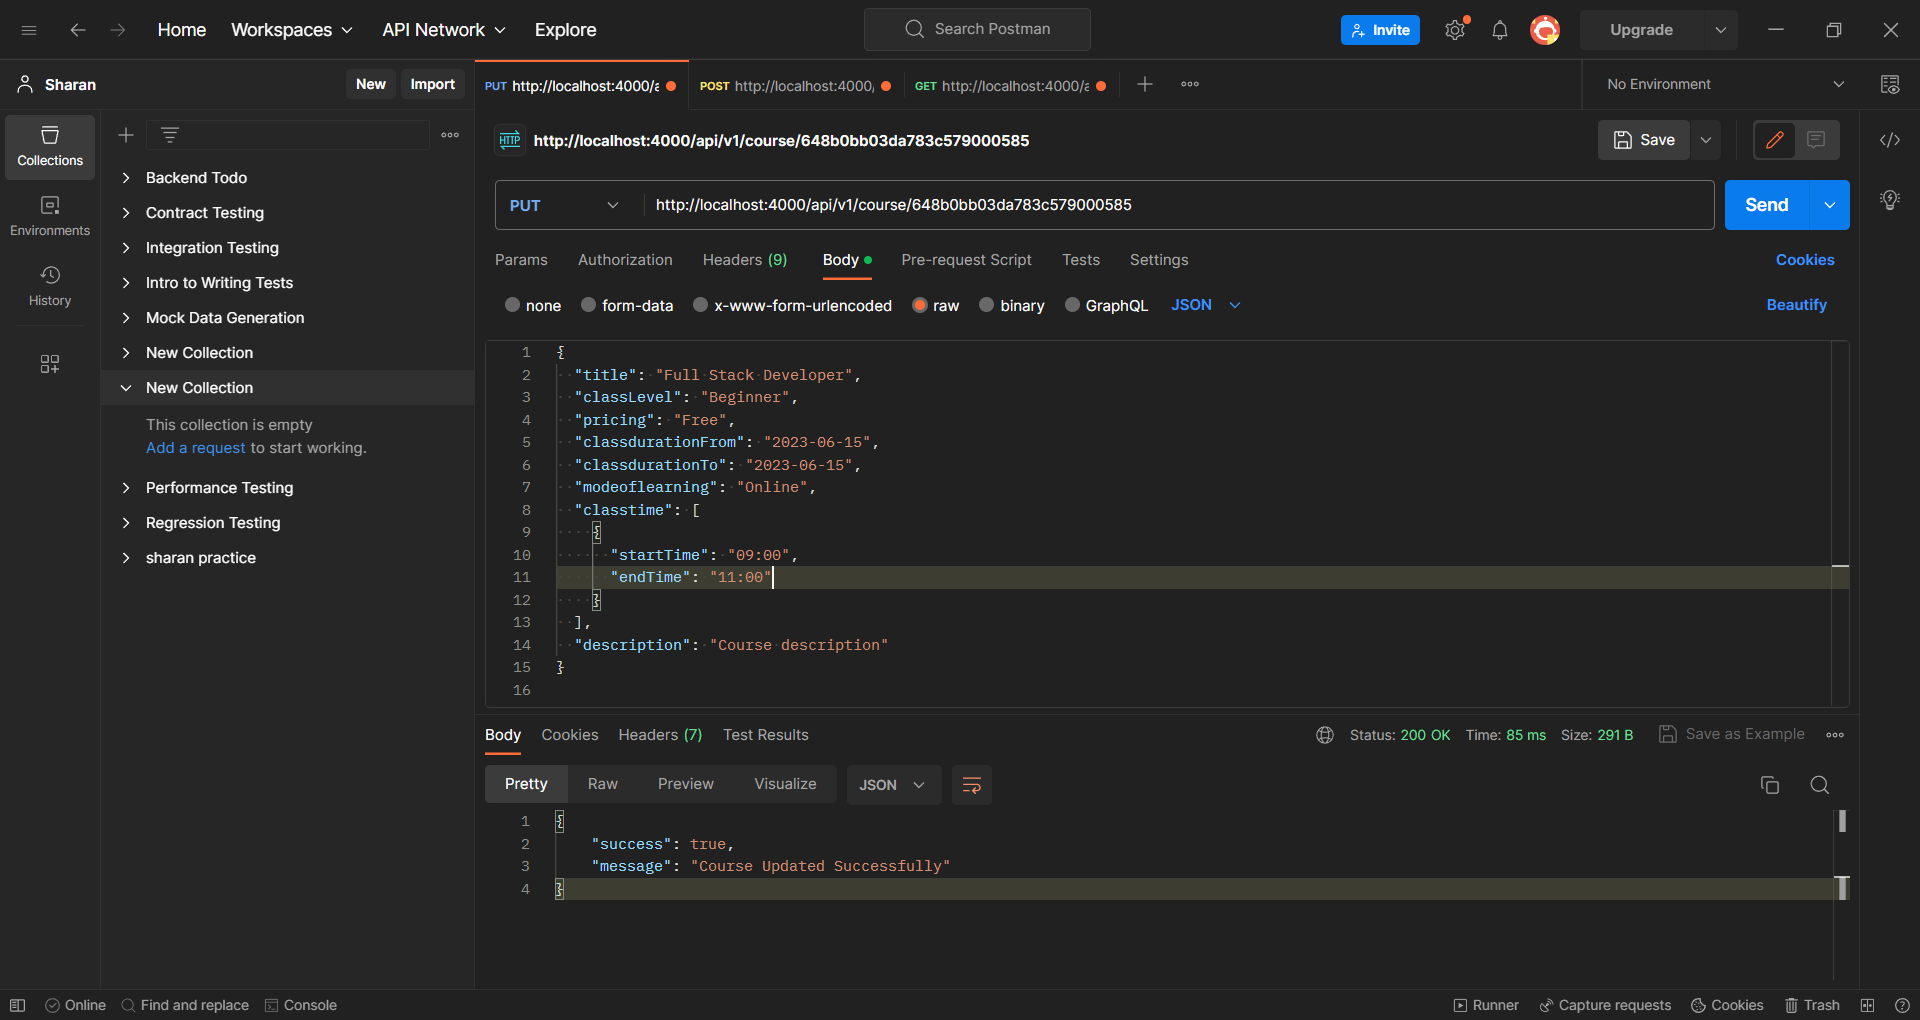 Home Workspaces API Network Explore Search Postman Invite Upgrade
Sharan New Import PUT http://localhost:4000/a POST http://localhost:4000/ GET http://localhost:4000/a No Environment
HTTP http://localhost:4000/api/v1/course/648b0bb03da783c579000585 Save
Collections
Environments
History
Backend Todo
Contract Testing
Integration Testing
Intro to Writing Tests
Mock Data Generation
New Collection
New Collection
This collection is empty
Add a request to start working.
Performance Testing
Regression Testing
sharan practice
PUT http://localhost:4000/api/v1/course/648b0bb03da783c579000585 Send
Params Authorization Headers (9) Body Pre-request Script Tests Settings Cookies
none form-data x-www-form-urlencoded raw binary GraphQL JSON Beautify
1 {
2 "title": "Full Stack Developer",
3 "classLevel": "Beginner",
4 "pricing": "Free",
5 "classdurationFrom": "2023-06-15",
6 "classdurationTo": "2023-06-15",
7 "modeoflearning": "Online",
8 "classtime": [
9 {
10 "startTime": "09:00",
11 "endTime": "11:00"
12 }
13 ],
14 "description": "Course description"
15 }
16
Body Cookies Headers (7) Test Results Status: 200 OK Time: 85 ms Size: 291 B Save as Example
Pretty Raw Preview Visualize JSON
1 {
2 "success": true,
3 "message": "Course Updated Successfully"
4 }
Online Find and replace Console Runner Capture requests Cookies Trash